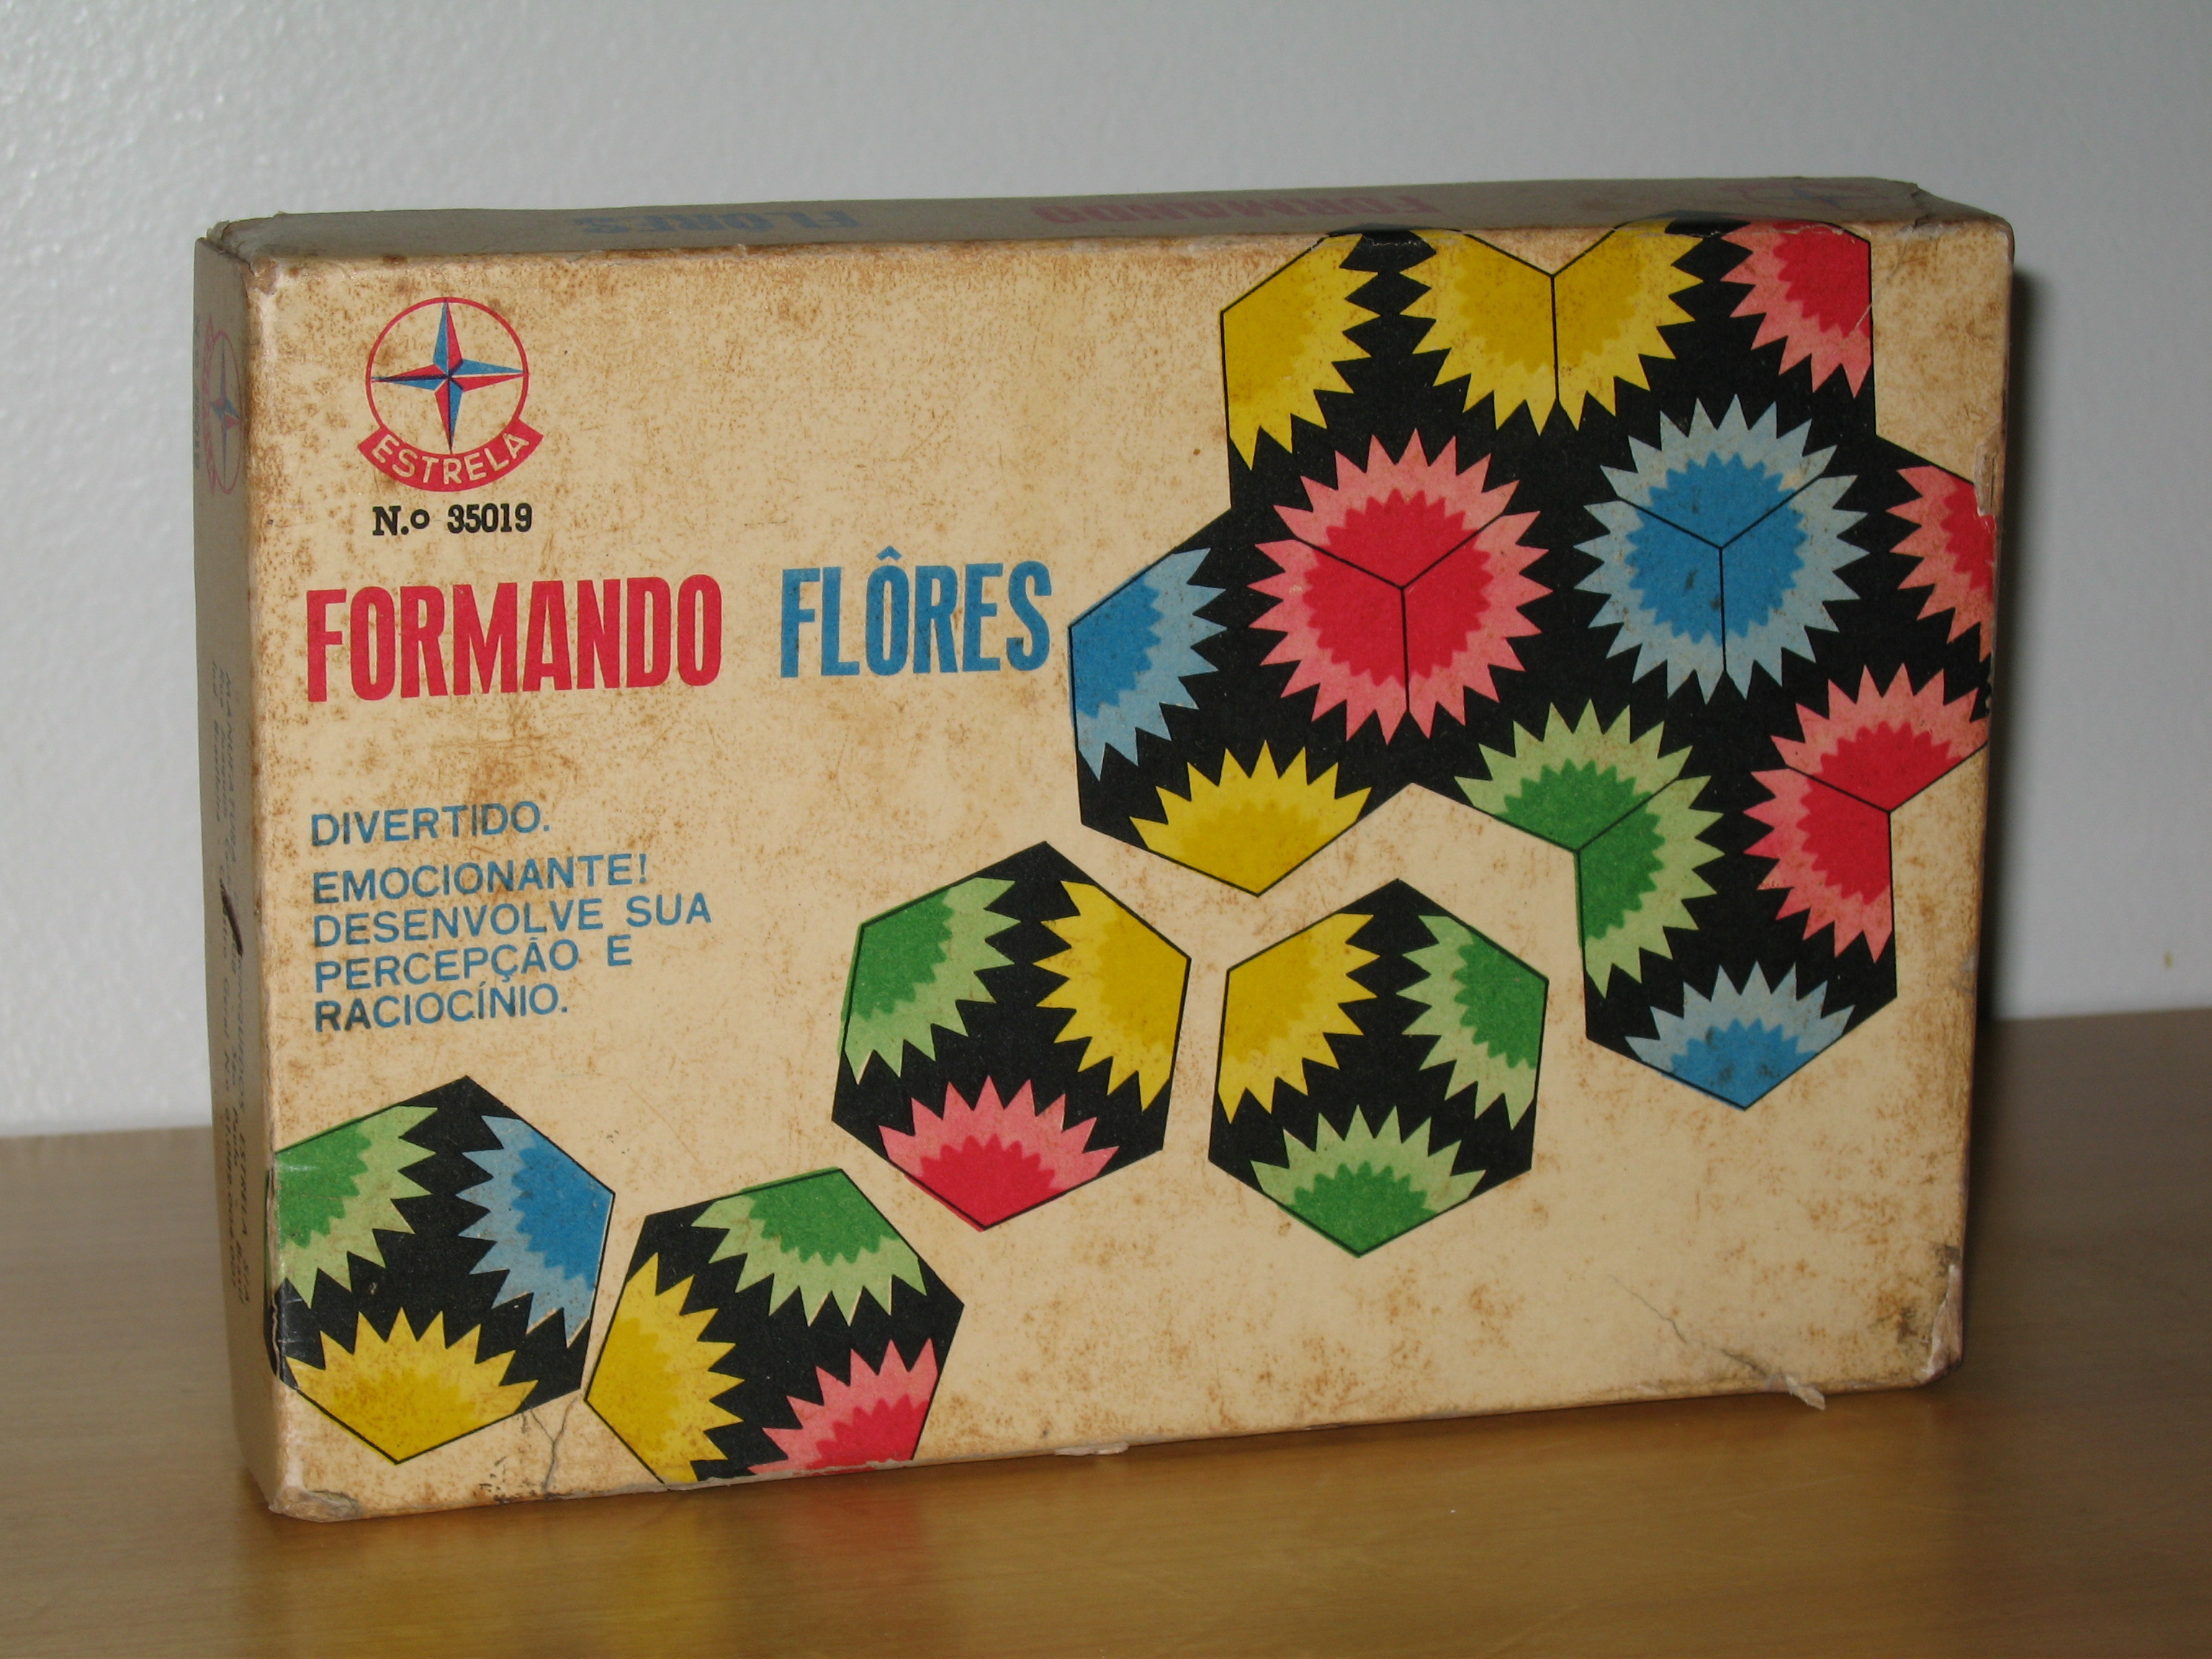 ESTRELA
N.o 35019
FORMANDO FLÔRES
DIVERTIDO.
EMOCIONANTE!
DESENVOLVE SUA
PERCEPÇÃO E
RACIOCÍNIO.
FORMANDO FLÔRES